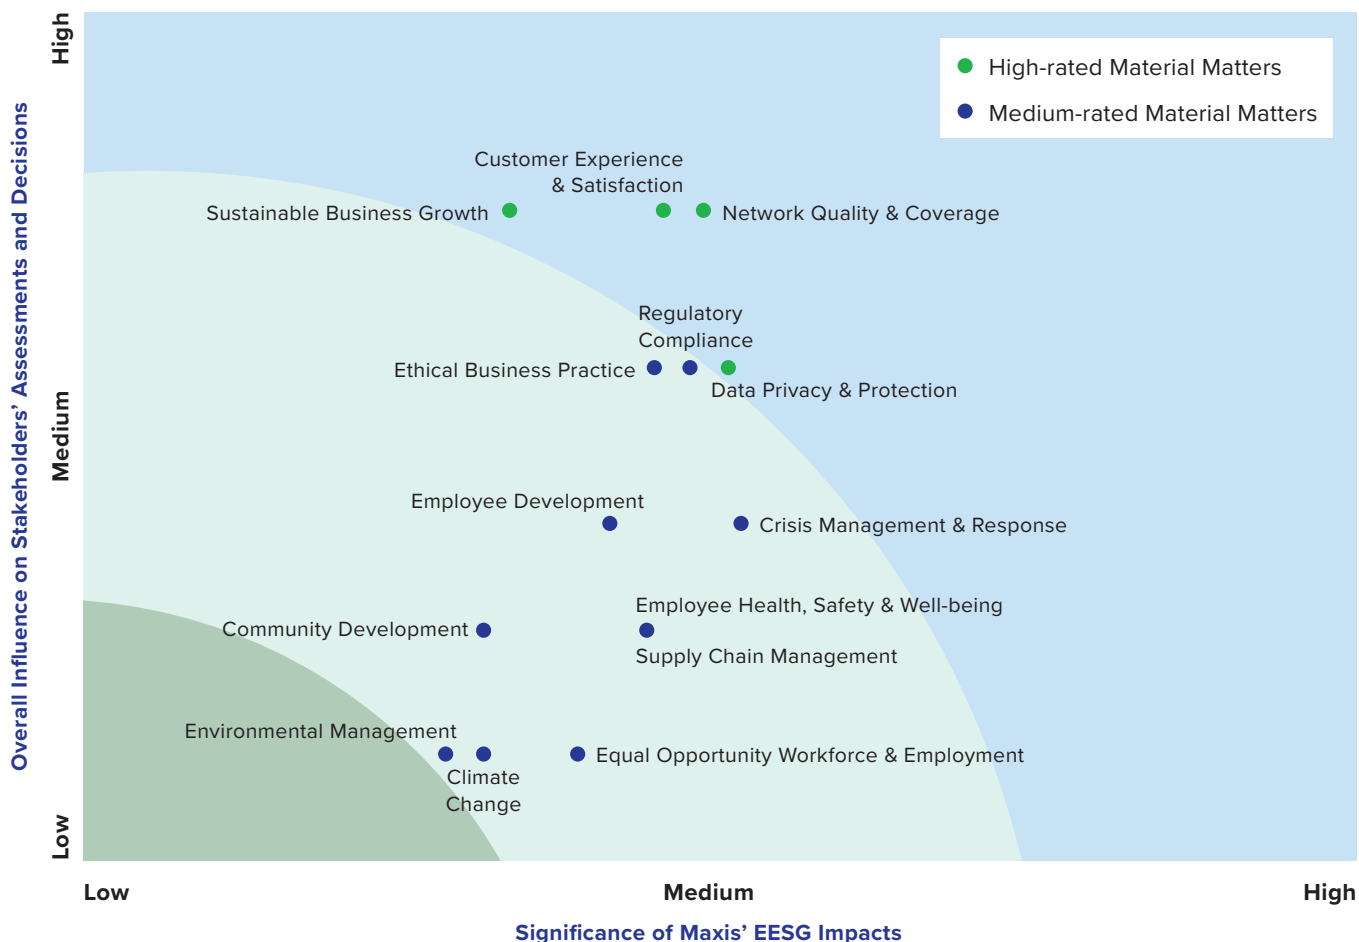 High
High-rated Material Matters
Medium-rated Material Matters
Overall Influence on Stakeholders’ Assessments and Decisions
Customer Experience
& Satisfaction
Sustainable Business Growth
Network Quality & Coverage
Regulatory
Compliance
Ethical Business Practice
Data Privacy & Protection
Medium
Employee Development
Crisis Management & Response
Employee Health, Safety & Well-being
Community Development
Supply Chain Management
Environmental Management
Equal Opportunity Workforce & Employment
Climate
Change
Low
Low
Medium
High
Significance of Maxis’ EESG Impacts